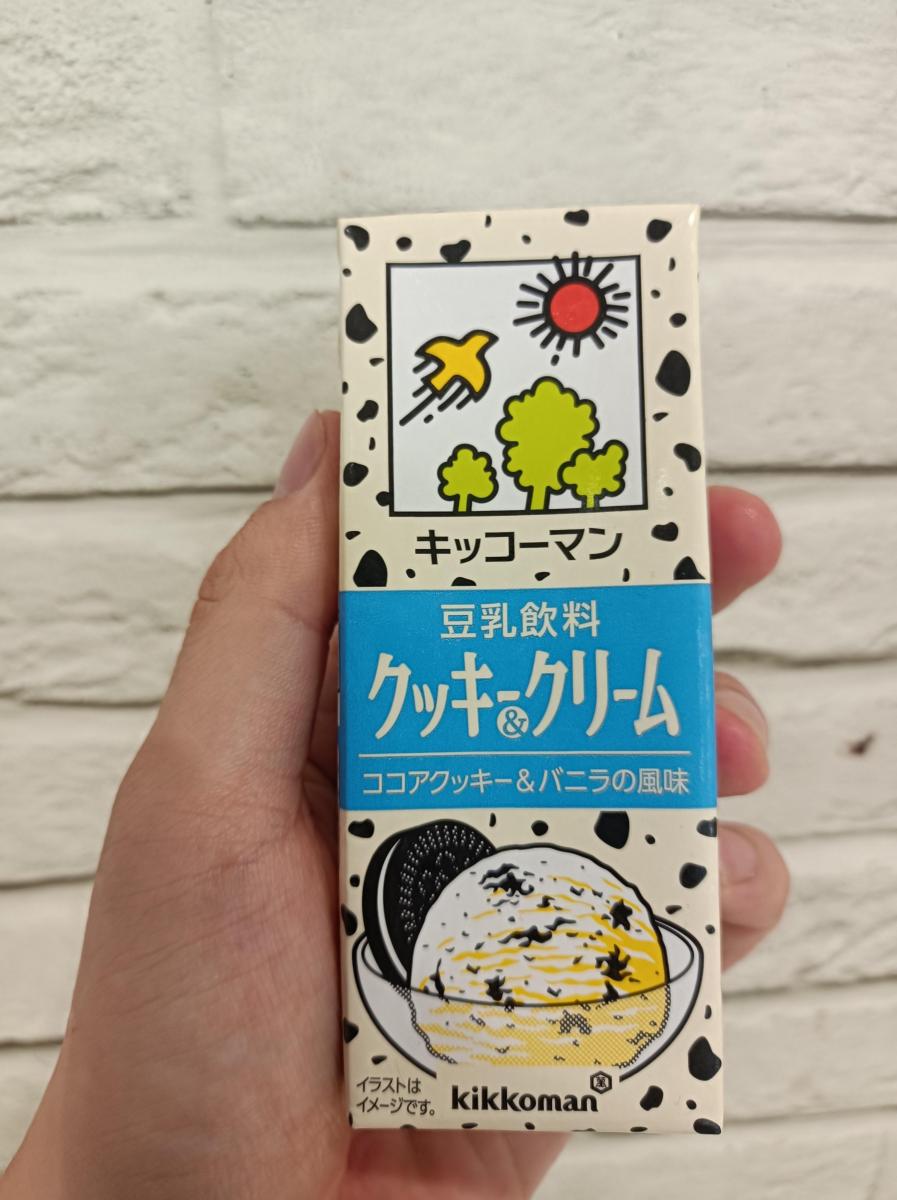 キッコーマン
豆乳飲料
クッキー&クリーム
ココアクッキー&バニラの風味
イラストは
イメージです。
kikkoman